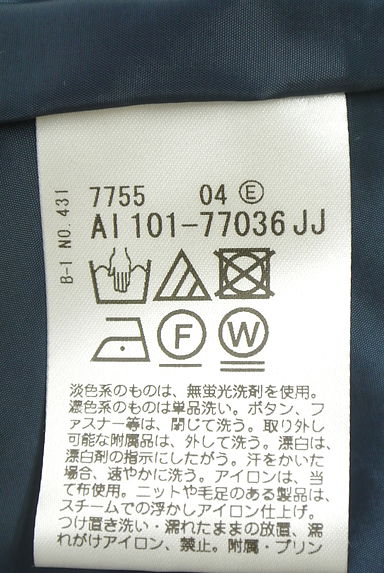 B-I NO. 431
7755 04 Ⓔ
AI 101-77036 JJ
F W
淡色系のものは、無蛍光洗剤を使用。
濃色系のものは単品洗い。ボタン、フ
ァスナー等は、閉じて洗う。取り外し
可能な附属品は、外して洗う。漂白は、
漂白剤の指示にしたがう。汗をかいた
場合、速やかに洗う。アイロンは、当
て布使用。ニットや毛足のある製品は、
スチームでの浮かしアイロン仕上げ。
つけ置き洗い・濡れたままの放置、濡
れがけアイロン、禁止。附属・プリン